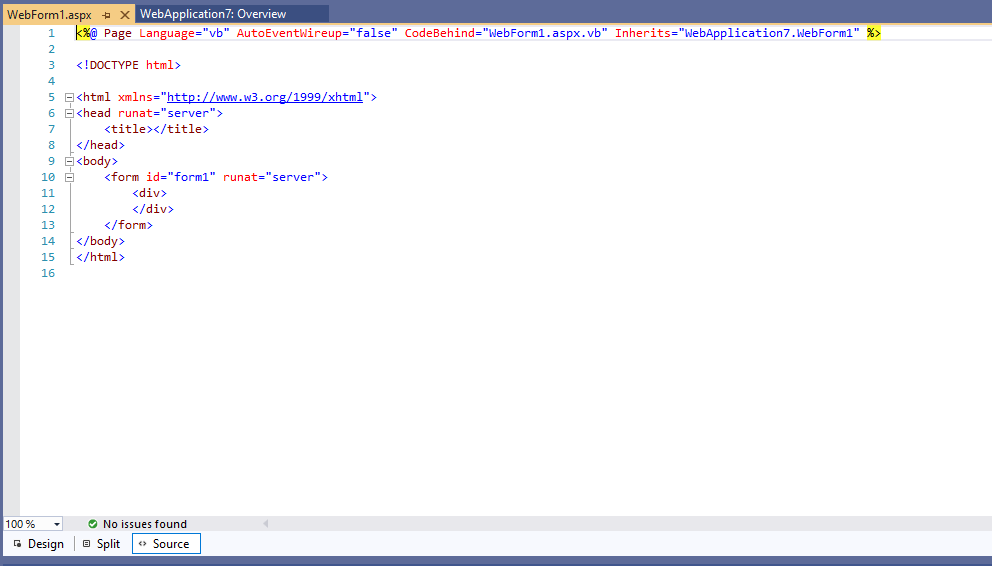 WebForm1.aspx WebApplication7: Overview
1 <%@ Page Language="vb" AutoEventWireup="false" CodeBehind="WebForm1.aspx.vb" Inherits="WebApplication7.WebForm1" %>
2
3 <!DOCTYPE html>
4
5 <html xmlns="http://www.w3.org/1999/xhtml">
6 <head runat="server">
7     <title></title>
8 </head>
9 <body>
10     <form id="form1" runat="server">
11         <div>
12         </div>
13     </form>
14 </body>
15 </html>
16
100 % No issues found
Design Split Source